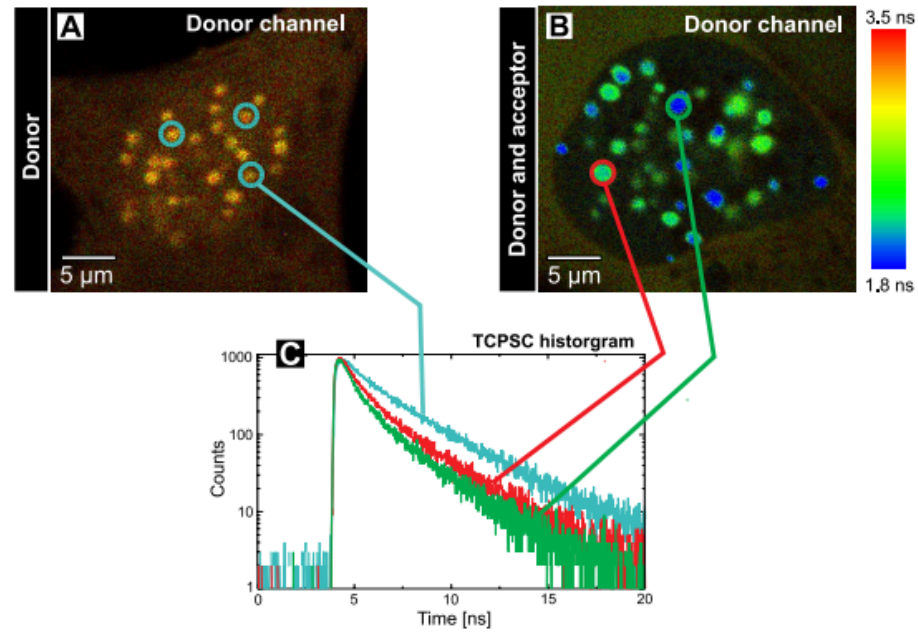 A
Donor channel
Donor
5 µm
B
Donor channel
Donor and acceptor
5 µm
3.5 ns
1.8 ns
C
TCPSC historgram
Counts
1000
100
10
1
0
5
10
15
20
Time [ns]